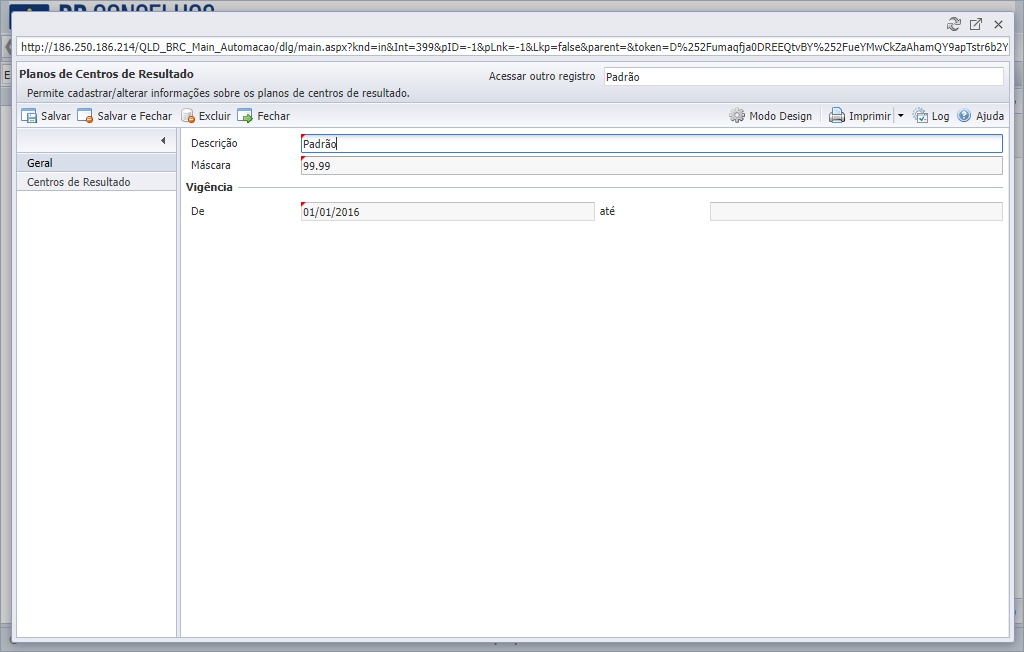 http://186.250.186.214/QLD_BRC_Main_Automacao/dlg/main.aspx?knd=in&Int=399&pID=-1&pLnk=-1&Lkp=false&parent=&token=D%252Fumaqfja0DREEQtvBY%252FueYMwCkZaAhamQY9apTstr6b2Y
Planos de Centros de Resultado
Acessar outro registro Padrão
Permite cadastrar/alterar informações sobre os planos de centros de resultado.
Salvar Salvar e Fechar Excluir Fechar Modo Design Imprimir Log Ajuda
Descrição Padrão
Geral
Máscara 99.99
Centros de Resultado
Vigência
De 01/01/2016 até